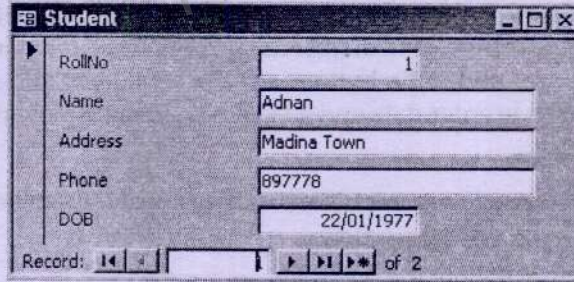 Student
RollNo 1
Name Adnan
Address Madina Town
Phone 897778
DOB 22/01/1977
Record: 1 of 2